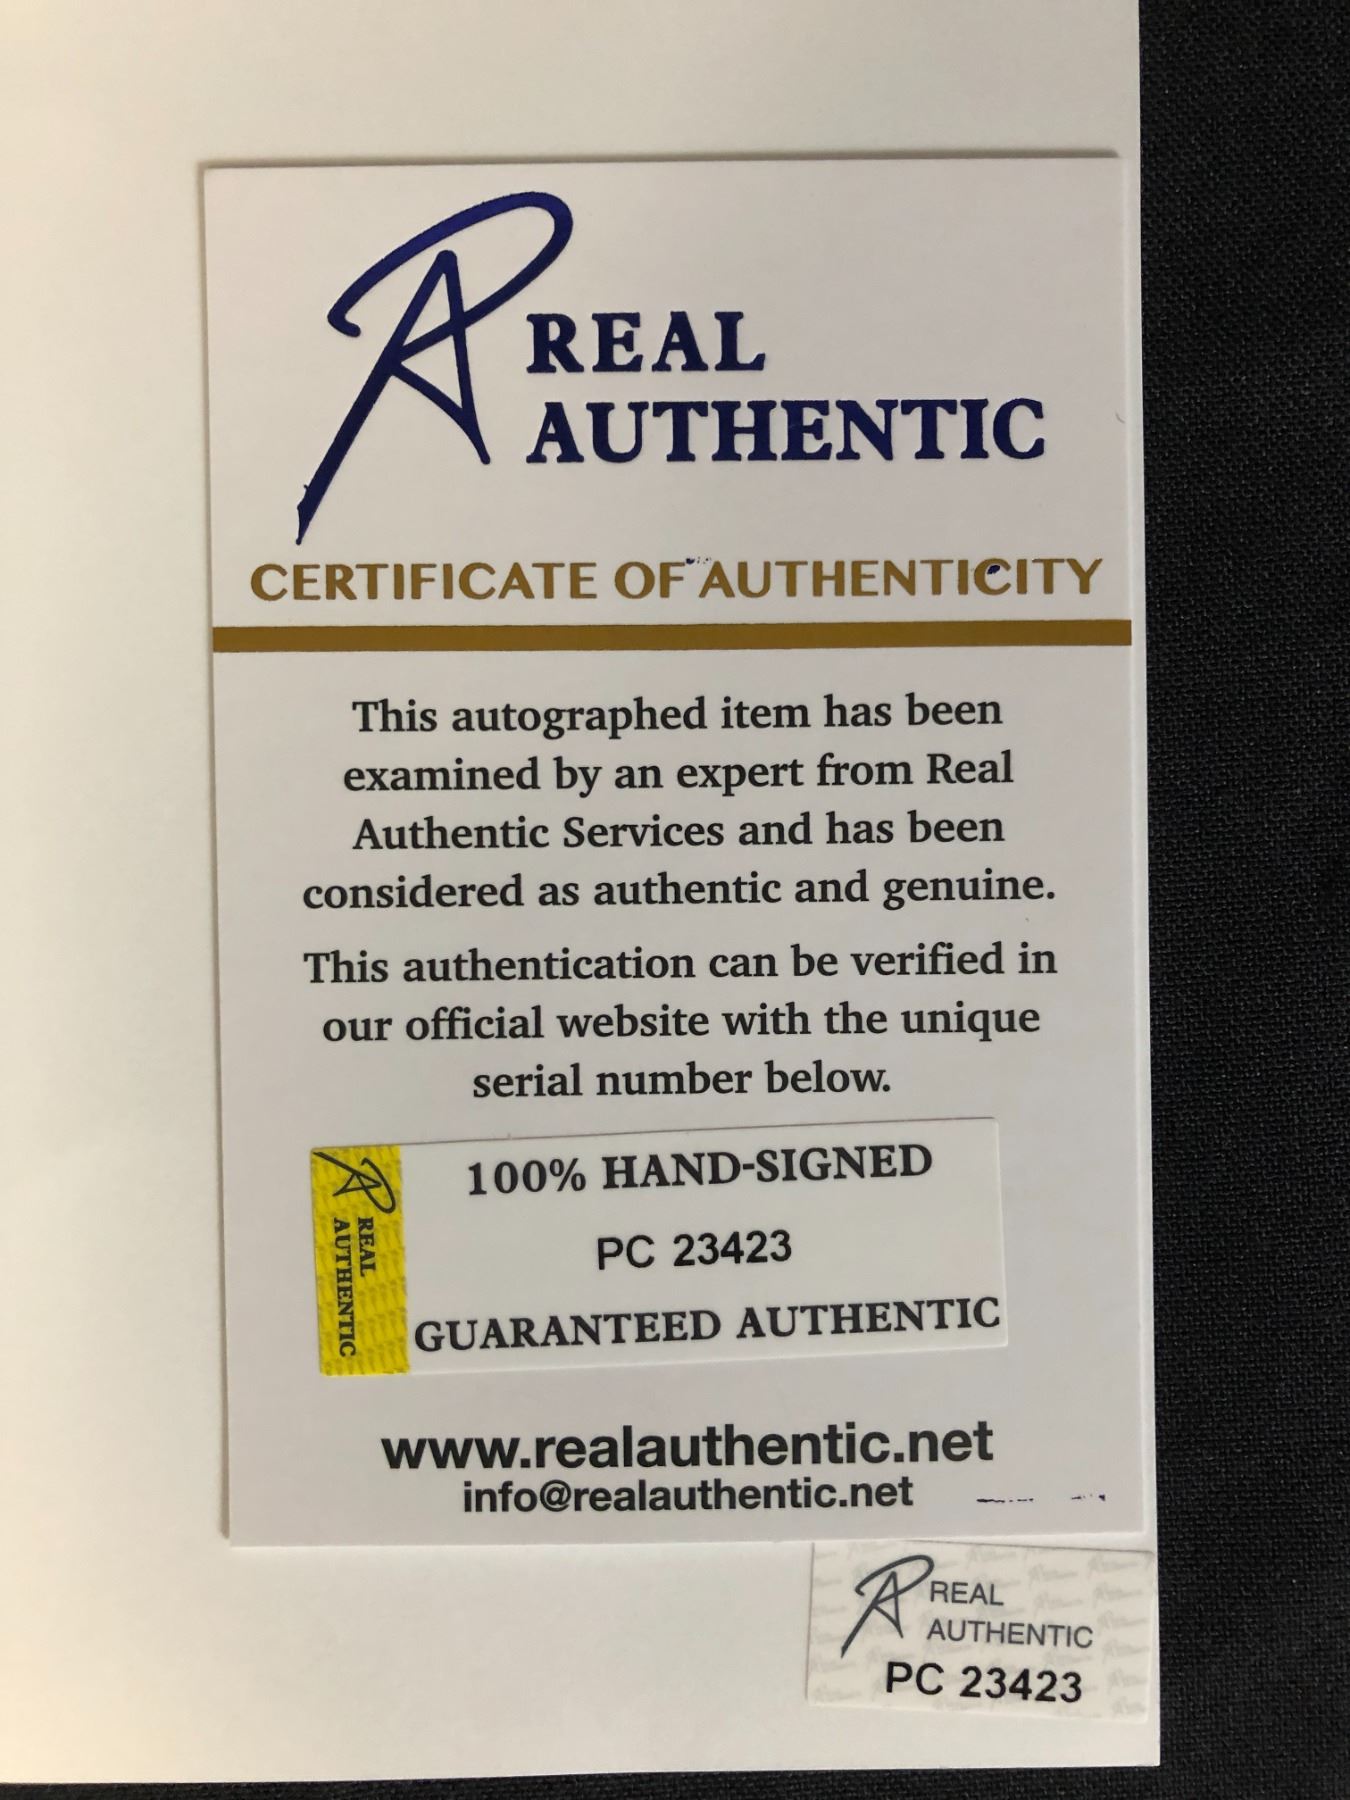 REAL
AUTHENTIC
CERTIFICATE OF AUTHENTICITY
This autographed item has been
examined by an expert from Real
Authentic Services and has been
considered as authentic and genuine.
This authentication can be verified in
our official website with the unique
serial number below.
REAL
AUTHENTIC
100% HAND-SIGNED
PC 23423
GUARANTEED AUTHENTIC
www.realauthentic.net
info@realauthentic.net
REAL
AUTHENTIC
PC 23423